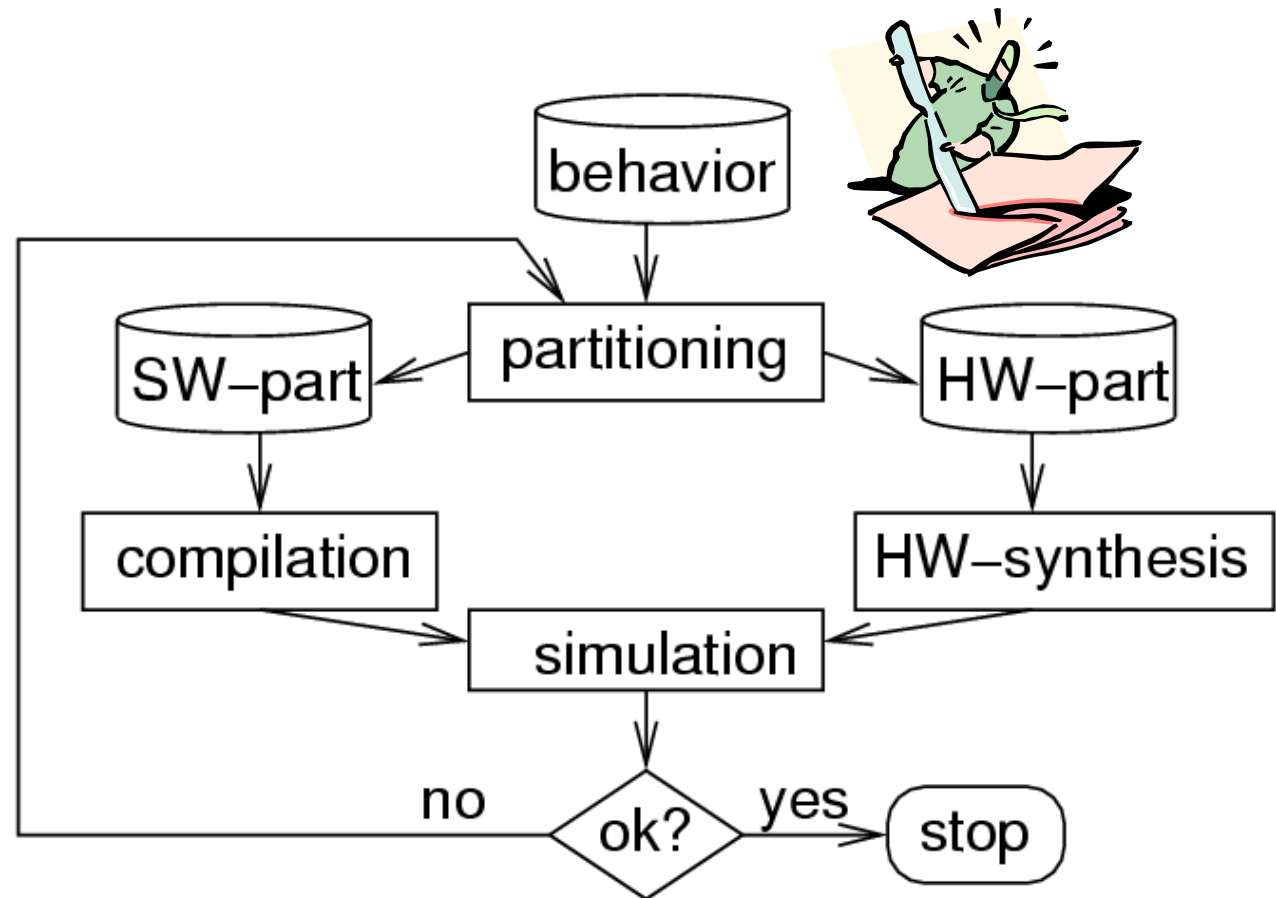 behavior
partitioning
SW–part
HW–part
compilation
HW–synthesis
simulation
no
yes
ok?
stop